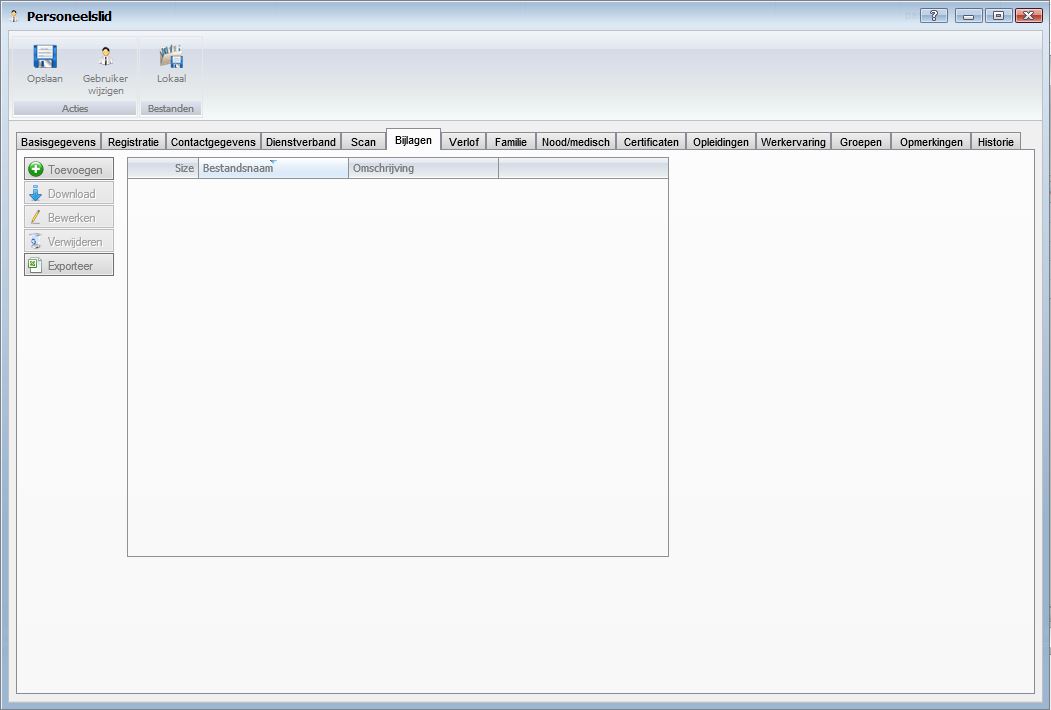 Personeelslid
?
Opslaan
Gebruiker
wijzigen
Lokaal
Acties
Bestanden
Basisgegevens Registratie Contactgegevens Dienstverband Scan Bijlagen Verlof Familie Nood/medisch Certificaten Opleidingen Werkervaring Groepen Opmerkingen Historie
Toevoegen
Download
Bewerken
Verwijderen
Exporteer
Size Bestandsnaam Omschrijving